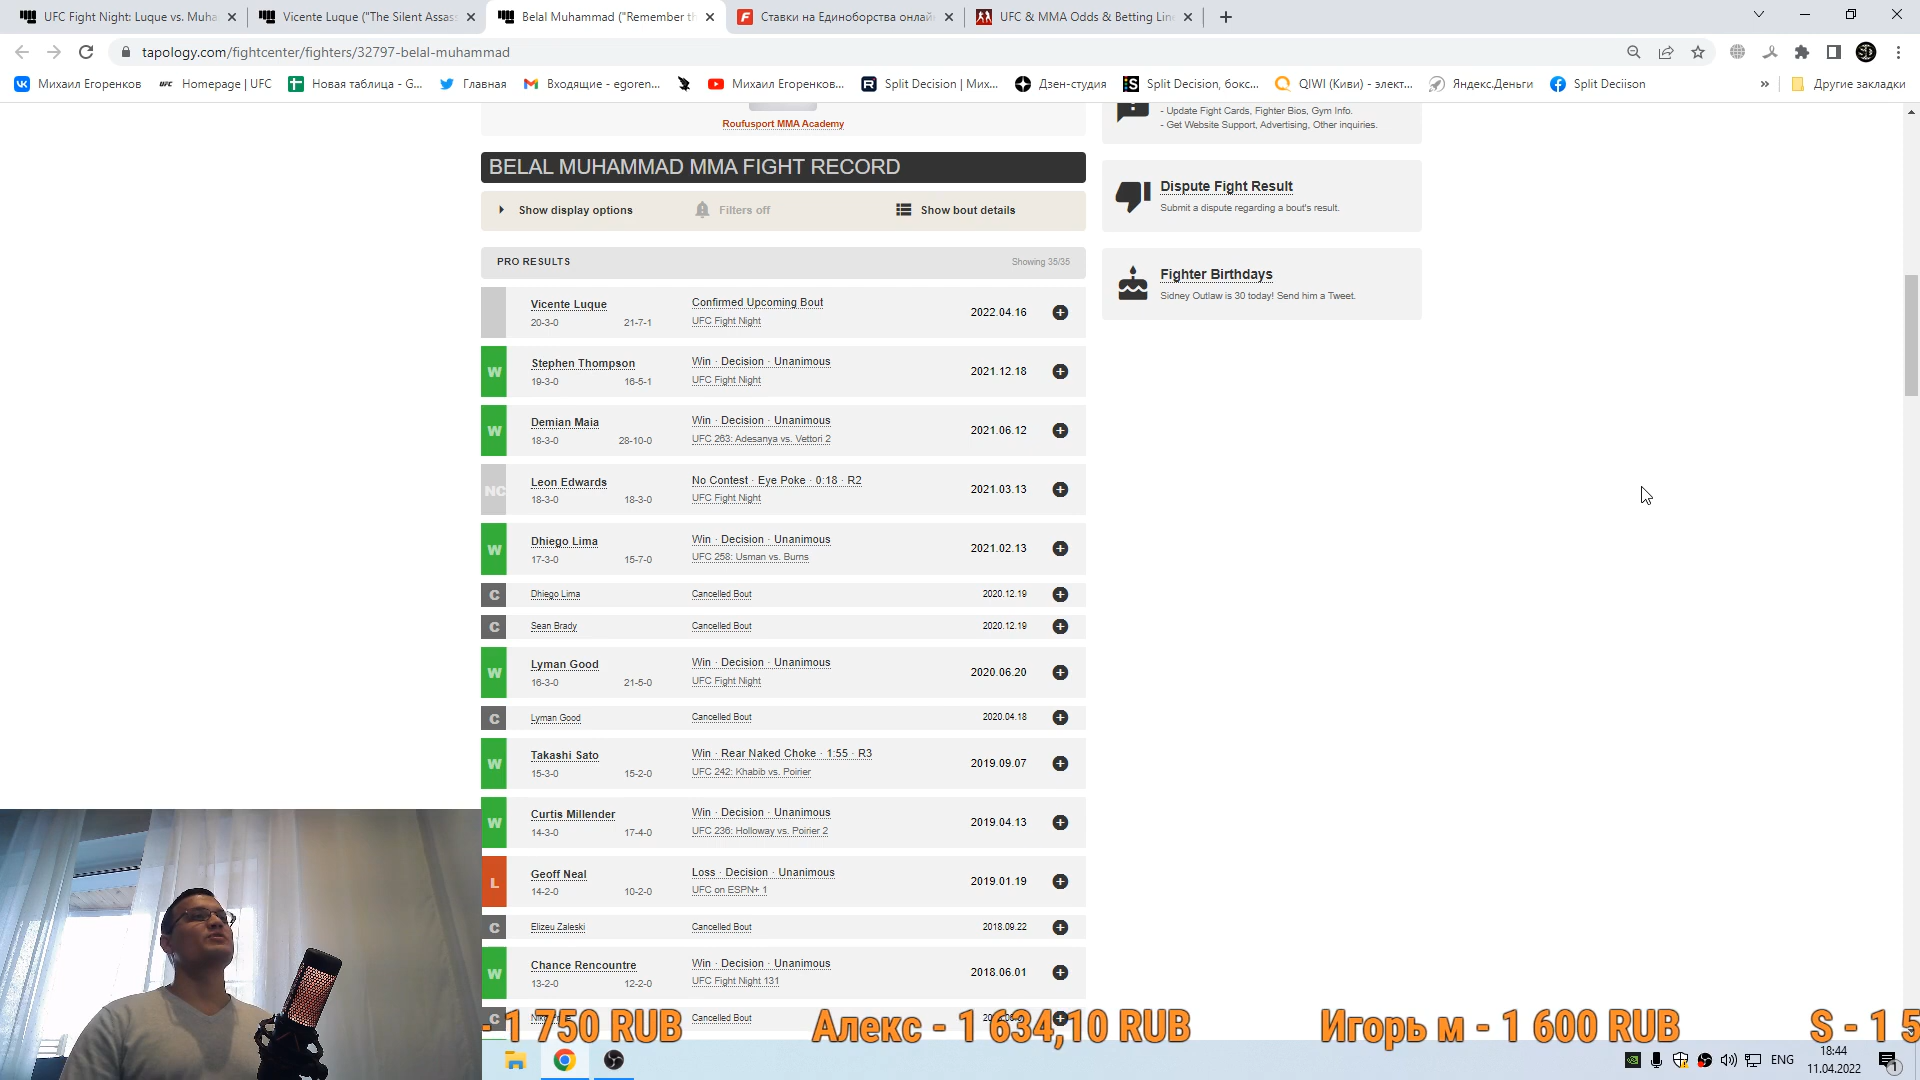 UFC Fight Night: Luque vs. Muha
Vicente Luque ("The Silent Assas
Belal Muhammad ("Remember th
Ставки на Единоборства онлай
UFC & MMA Odds & Betting Lin
tapology.com/fightcenter/fighters/32797-belal-muhammad
Михаил Егоренков
Homepage | UFC
Новая таблица - G...
Главная
Входящие - egoren...
Михаил Егоренков...
Split Decision | Мих...
Дзен-студия
Split Decision, бокс...
QIWI (Киви) - элект...
Яндекс.Деньги
Split Deciison
»
Другие закладки
Roufusport MMA Academy
BELAL MUHAMMAD MMA FIGHT RECORD
Show display options
Filters off
Show bout details
PRO RESULTS
Showing 35/35
Vicente Luque
20-3-0 21-7-1
Confirmed Upcoming Bout
UFC Fight Night
2022.04.16
W
Stephen Thompson
19-3-0 16-5-1
Win · Decision · Unanimous
UFC Fight Night
2021.12.18
W
Demian Maia
18-3-0 28-10-0
Win · Decision · Unanimous
UFC 263: Adesanya vs. Vettori 2
2021.06.12
NC
Leon Edwards
18-3-0 18-3-0
No Contest · Eye Poke · 0:18 · R2
UFC Fight Night
2021.03.13
W
Dhiego Lima
17-3-0 15-7-0
Win · Decision · Unanimous
UFC 258: Usman vs. Burns
2021.02.13
C
Dhiego Lima
Cancelled Bout
2020.12.19
C
Sean Brady
Cancelled Bout
2020.12.19
W
Lyman Good
16-3-0 21-5-0
Win · Decision · Unanimous
UFC Fight Night
2020.06.20
C
Lyman Good
Cancelled Bout
2020.04.18
W
Takashi Sato
15-3-0 15-2-0
Win · Rear Naked Choke · 1:55 · R3
UFC 242: Khabib vs. Poirier
2019.09.07
W
Curtis Millender
14-3-0 17-4-0
Win · Decision · Unanimous
UFC 236: Holloway vs. Poirier 2
2019.04.13
L
Geoff Neal
14-2-0 10-2-0
Loss · Decision · Unanimous
UFC on ESPN+ 1
2019.01.19
C
Elizeu Zaleski
Cancelled Bout
2018.09.22
W
Chance Rencountre
13-2-0 12-2-0
Win · Decision · Unanimous
UFC Fight Night 131
2018.06.01
C
Cancelled Bout
- Update Fight Cards, Fighter Bios, Gym Info.
- Get Website Support, Advertising, Other inquiries.
Dispute Fight Result
Submit a dispute regarding a bout's result.
Fighter Birthdays
Sidney Outlaw is 30 today! Send him a Tweet.
- 1 750 RUB
Алекс - 1 634,10 RUB
Игорь м - 1 600 RUB
S - 1 5
ENG
18:44
11.04.2022
1